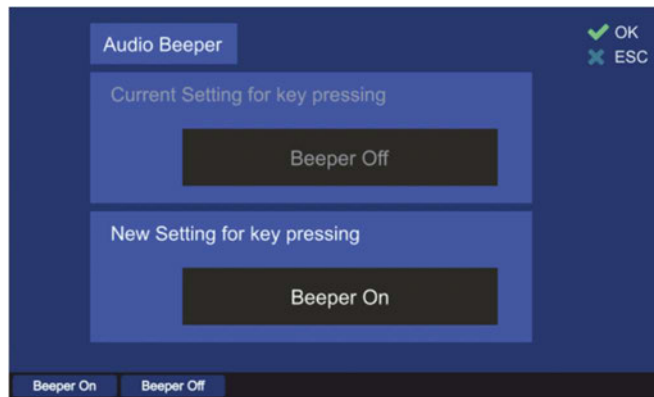 Audio Beeper
OK
ESC
Current Setting for key pressing
Beeper Off
New Setting for key pressing
Beeper On
Beeper On Beeper Off